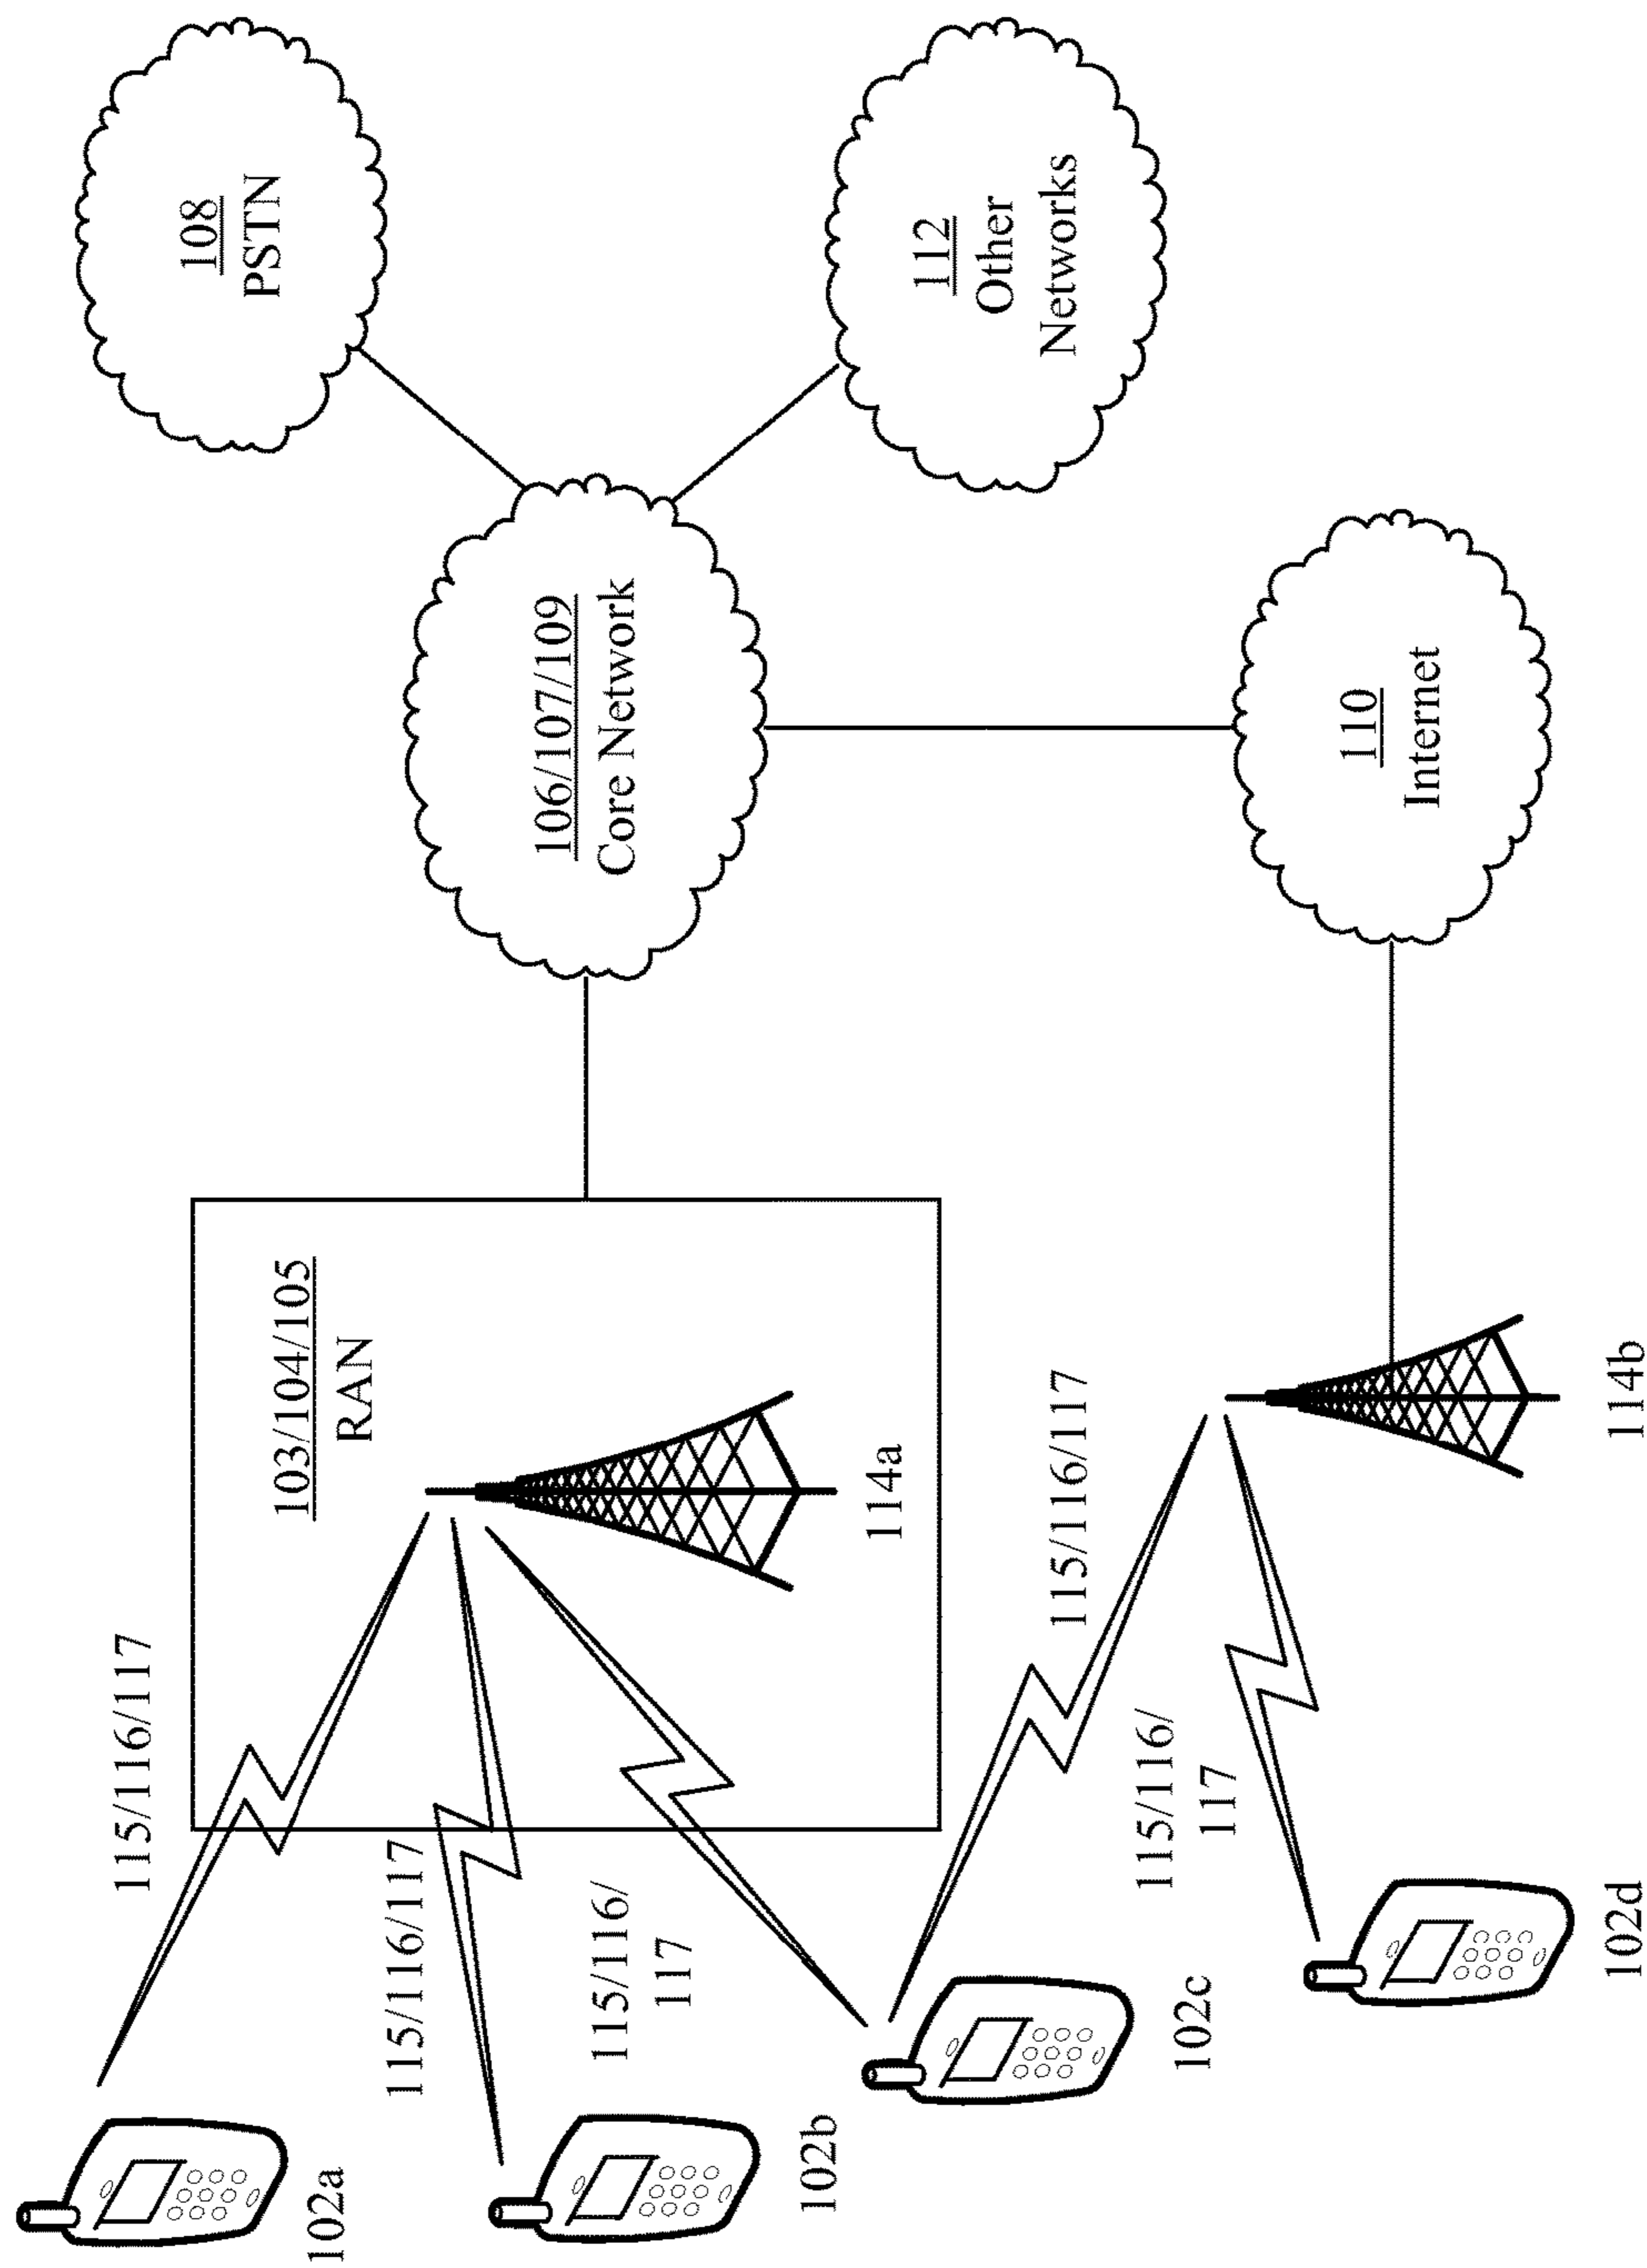 102a
115/116/117
103/104/105
RAN
108
PSTN
115/116/117
102b
115/116/
117
114a
106/107/109
Core Network
112
Other
Networks
102c
115/116/117
115/116/
117
102d
114b
110
Internet